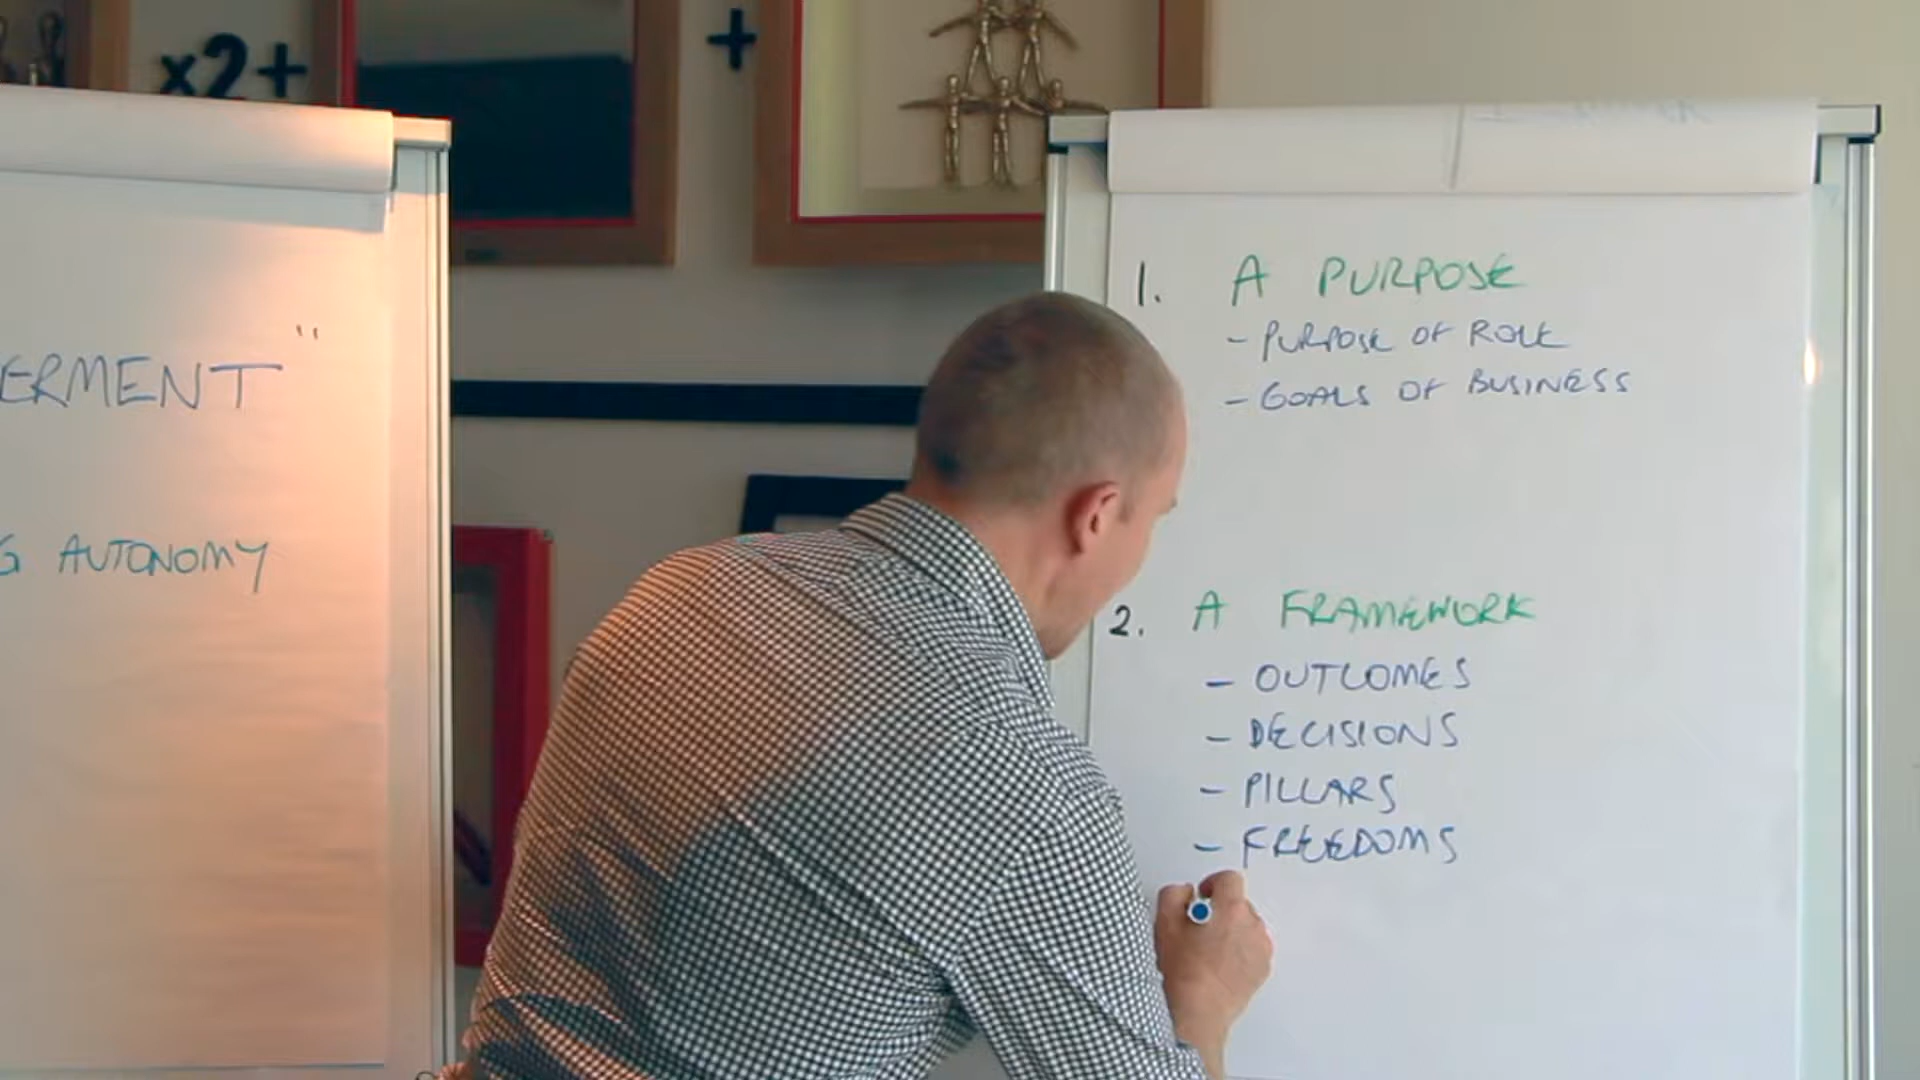 x2+
+
"
ERMENT
G AUTONOMY
1. A PURPOSE
- PURPOSE OF ROLE
- GOALS OF BUSINESS
2. A FRAMEWORK
- OUTCOMES
- DECISIONS
- PILLARS
- FREEDOMS